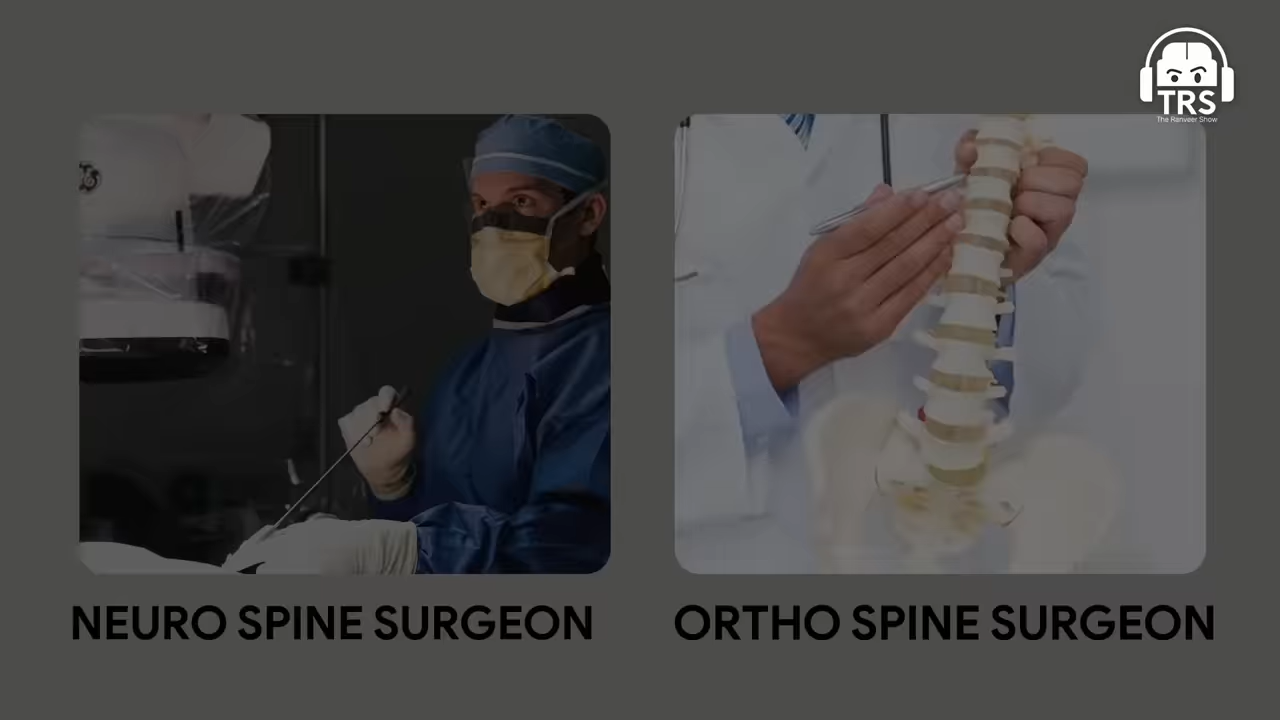 TRS
The Ranveer Show
NEURO SPINE SURGEON
ORTHO SPINE SURGEON